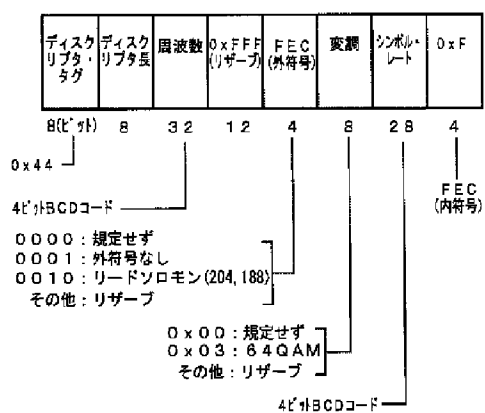 ディスクリプタ・タグ
ディスクリプタ長
周波数
0xFFF(リザーブ)
FEC(外符号)
変調
シンボル・レート
0xF
8(ビット)
8
32
12
4
8
28
4
0x44
FEC
(内符号)
4ビットBCDコード
0000：規定せず
0001：外符号なし
0010：リードソロモン(204,188)
その他：リザーブ
0x00：規定せず
0x03：64QAM
その他：リザーブ
4ビットBCDコード